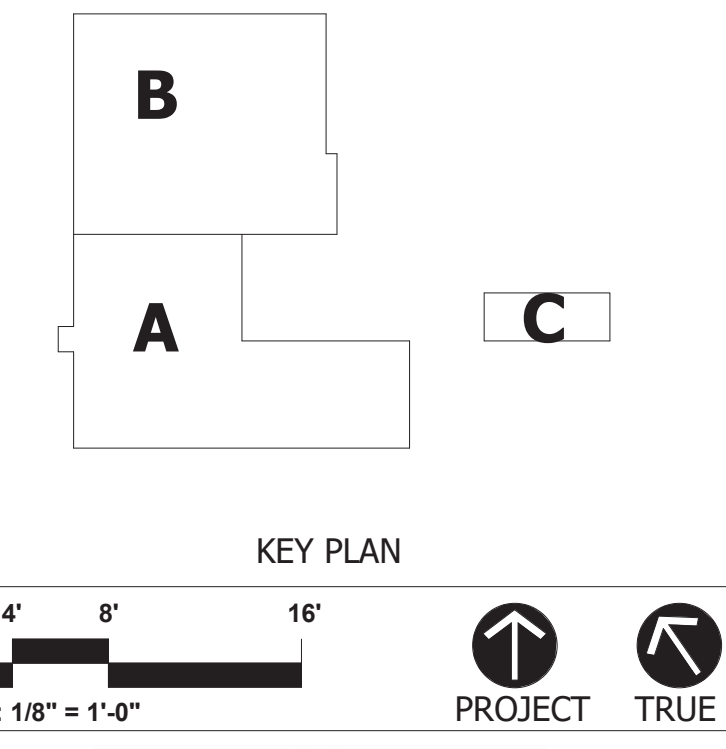 B
A
C
KEY PLAN
4' 8' 16'
: 1/8" = 1'-0"
PROJECT TRUE